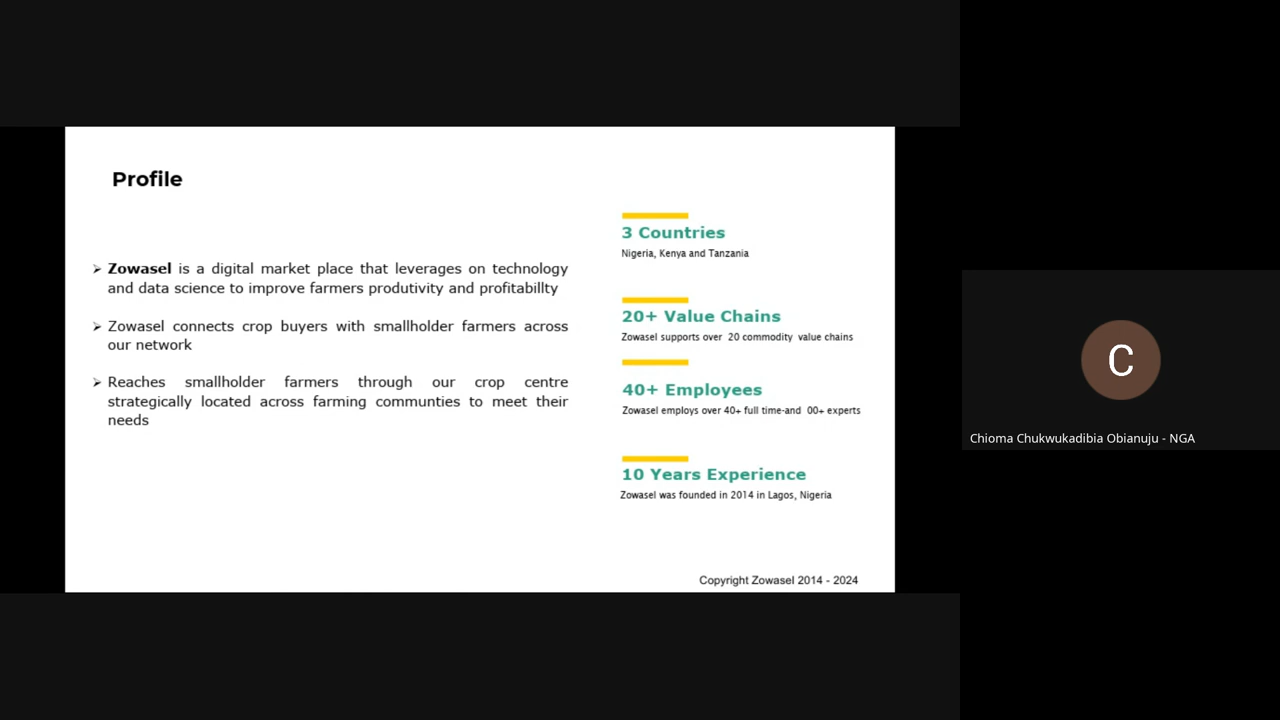 Profile
➢ Zowasel is a digital market place that leverages on technology
and data science to improve farmers produtivity and profitabillty
➢ Zowasel connects crop buyers with smallholder farmers across
our network
➢ Reaches smallholder farmers through our crop centre
strategically located across farming communties to meet their
needs
3 Countries
Nigeria, Kenya and Tanzania
20+ Value Chains
Zowasel supports over 20 commodity value chains
40+ Employees
Zowasel employs over 40+ full time-and 00+ experts
10 Years Experience
Zowasel was founded in 2014 in Lagos, Nigeria
Copyright Zowasel 2014 - 2024
C
Chioma Chukwukadibia Obianuju - NGA